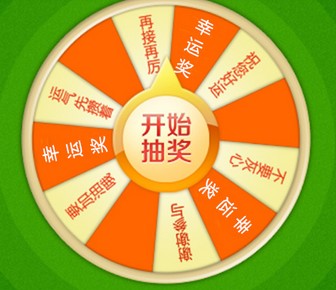 再接再厉
幸运奖
祝您好运
不要灰心
幸运奖
谢谢参与
要加油哦
幸运奖
运气先攒着
开始
抽奖